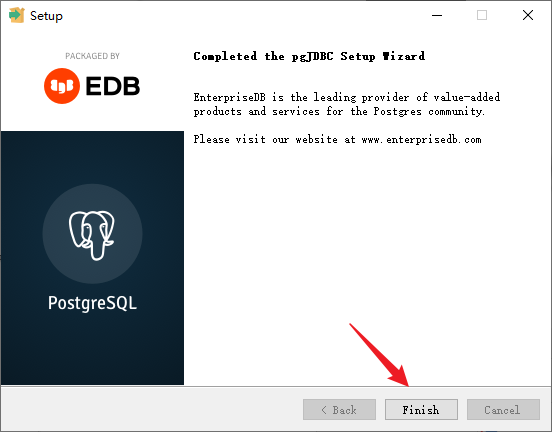 Setup
PACKAGED BY
EDB
PostgreSQL
Completed the pgJDBC Setup Wizard
EnterpriseDB is the leading provider of value-added
products and services for the Postgres community.
Please visit our website at www.enterprisedb.com
< Back
Finish
Cancel